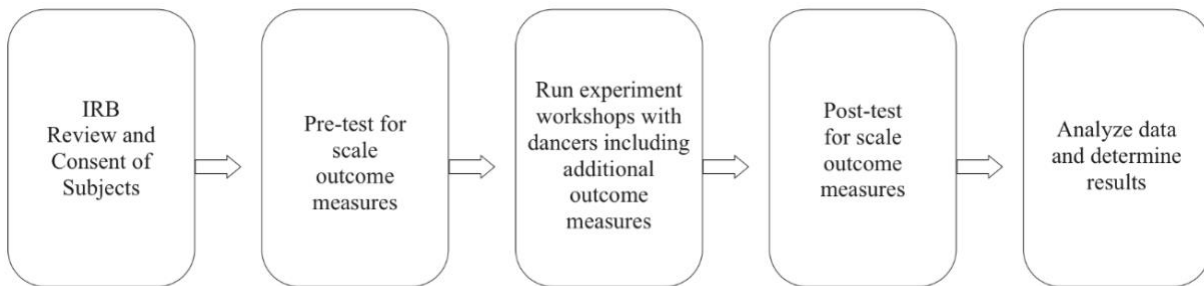 IRB
Review and
Consent of
Subjects
Pre-test for
scale
outcome
measures
Run experiment
workshops with
dancers including
additional
outcome
measures
Post-test
for scale
outcome
measures
Analyze data
and determine
results